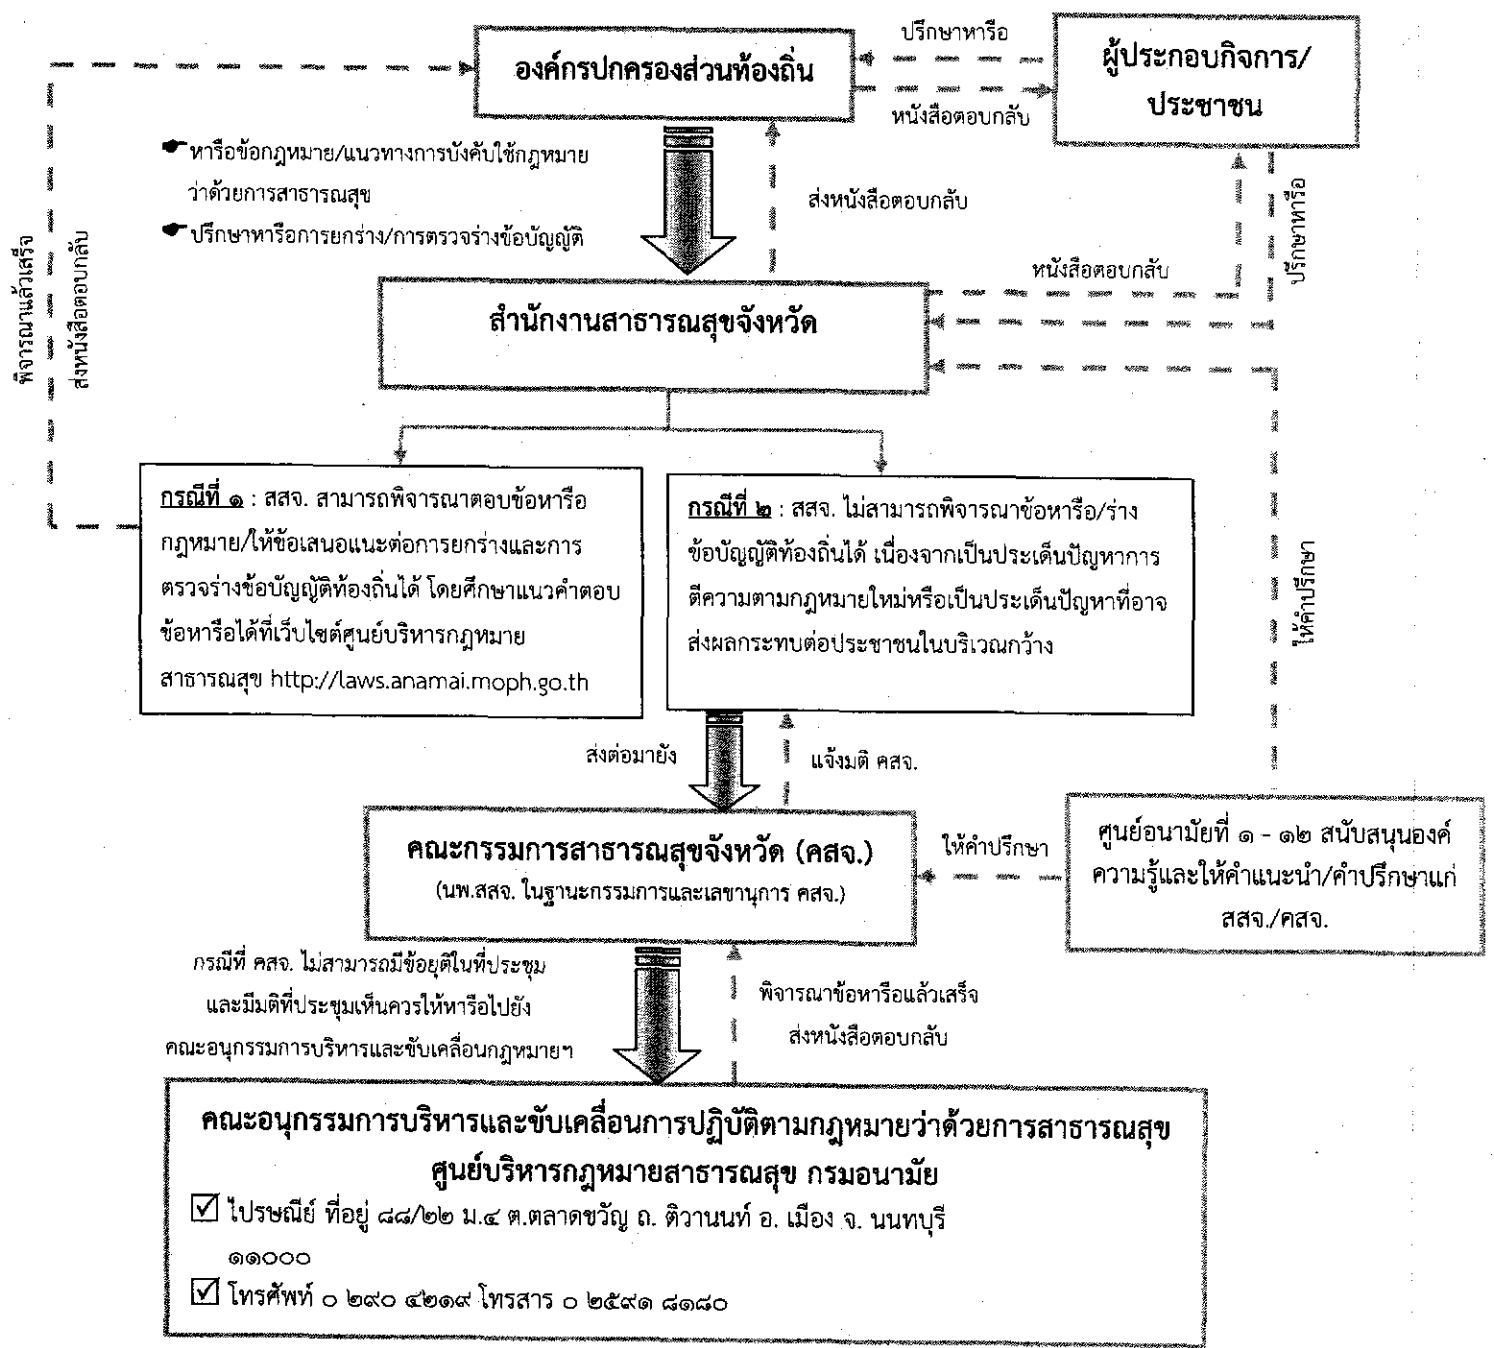 ปรึกษาหารือ
องค์กรปกครองส่วนท้องถิ่น
ผู้ประกอบกิจการ/
ประชาชน
หนังสือตอบกลับ
หารือข้อกฎหมาย/แนวทางการบังคับใช้กฎหมาย
ว่าด้วยการสาธารณสุข
ปรึกษาหารือการยกร่าง/การตรวจร่างข้อบัญญัติ
ส่งหนังสือตอบกลับ
ปรึกษาหารือ
พิจารณาแล้วเสร็จ
ส่งหนังสือตอบกลับ
หนังสือตอบกลับ
สำนักงานสาธารณสุขจังหวัด
กรณีที่ ๑ : สสจ. สามารถพิจารณาตอบข้อหารือ
กฎหมาย/ให้ข้อเสนอแนะต่อการยกร่างและการ
ตรวจร่างข้อบัญญัติท้องถิ่นได้ โดยศึกษาแนวคำตอบ
ข้อหารือได้ที่เว็บไซต์ศูนย์บริหารกฎหมาย
สาธารณสุข http://laws.anamai.moph.go.th
กรณีที่ ๒ : สสจ. ไม่สามารถพิจารณาข้อหารือ/ร่าง
ข้อบัญญัติท้องถิ่นได้ เนื่องจากเป็นประเด็นปัญหาการ
ตีความตามกฎหมายใหม่หรือเป็นประเด็นปัญหาที่อาจ
ส่งผลกระทบต่อประชาชนในบริเวณกว้าง
ให้คำปรึกษา
ส่งต่อมายัง
แจ้งมติ คสจ.
คณะกรรมการสาธารณสุขจังหวัด (คสจ.)
(นพ.สสจ. ในฐานะกรรมการและเลขานุการ คสจ.)
ให้คำปรึกษา
ศูนย์อนามัยที่ ๑ - ๑๒ สนับสนุนองค์
ความรู้และให้คำแนะนำ/คำปรึกษาแก่
สสจ./คสจ.
กรณีที่ คสจ. ไม่สามารถมีข้อยุติในที่ประชุม
และมีมติที่ประชุมเห็นควรให้หารือไปยัง
คณะอนุกรรมการบริหารและขับเคลื่อนกฎหมายฯ
พิจารณาข้อหารือแล้วเสร็จ
ส่งหนังสือตอบกลับ
คณะอนุกรรมการบริหารและขับเคลื่อนการปฏิบัติตามกฎหมายว่าด้วยการสาธารณสุข
ศูนย์บริหารกฎหมายสาธารณสุข กรมอนามัย
ไปรษณีย์ ที่อยู่ ๘๘/๒๒ ม.๔ ต.ตลาดขวัญ ถ. ติวานนท์ อ. เมือง จ. นนทบุรี
๑๑๐๐๐
โทรศัพท์ ๐ ๒๙๐ ๔๒๑๙ โทรสาร ๐ ๒๕๙๑ ๘๑๘๐